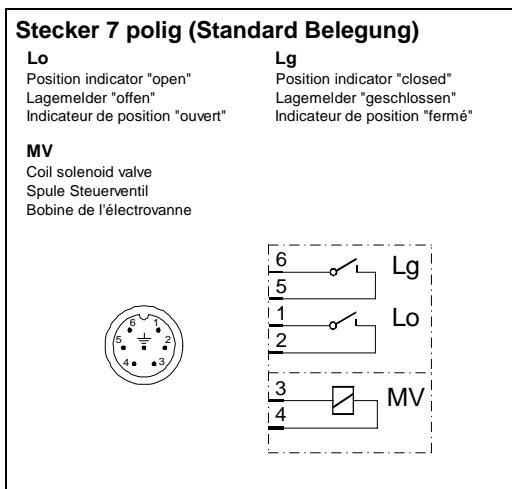 Stecker 7 polig (Standard Belegung)
Lo
Position indicator "open"
Lagemelder "offen"
Indicateur de position "ouvert"
Lg
Position indicator "closed"
Lagemelder "geschlossen"
Indicateur de position "fermé"
MV
Coil solenoid valve
Spule Steuerventil
Bobine de l'électrovanne
6 1
5 2
4 3
6
Lg
5
1
Lo
2
3
MV
4